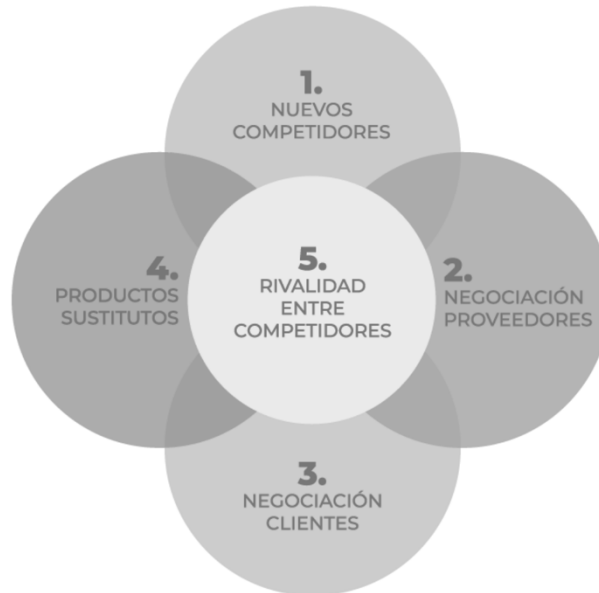 1.
NUEVOS
COMPETIDORES
4.
PRODUCTOS
SUSTITUTOS
5.
RIVALIDAD
ENTRE
COMPETIDORES
2.
NEGOCIACIÓN
PROVEEDORES
3.
NEGOCIACIÓN
CLIENTES